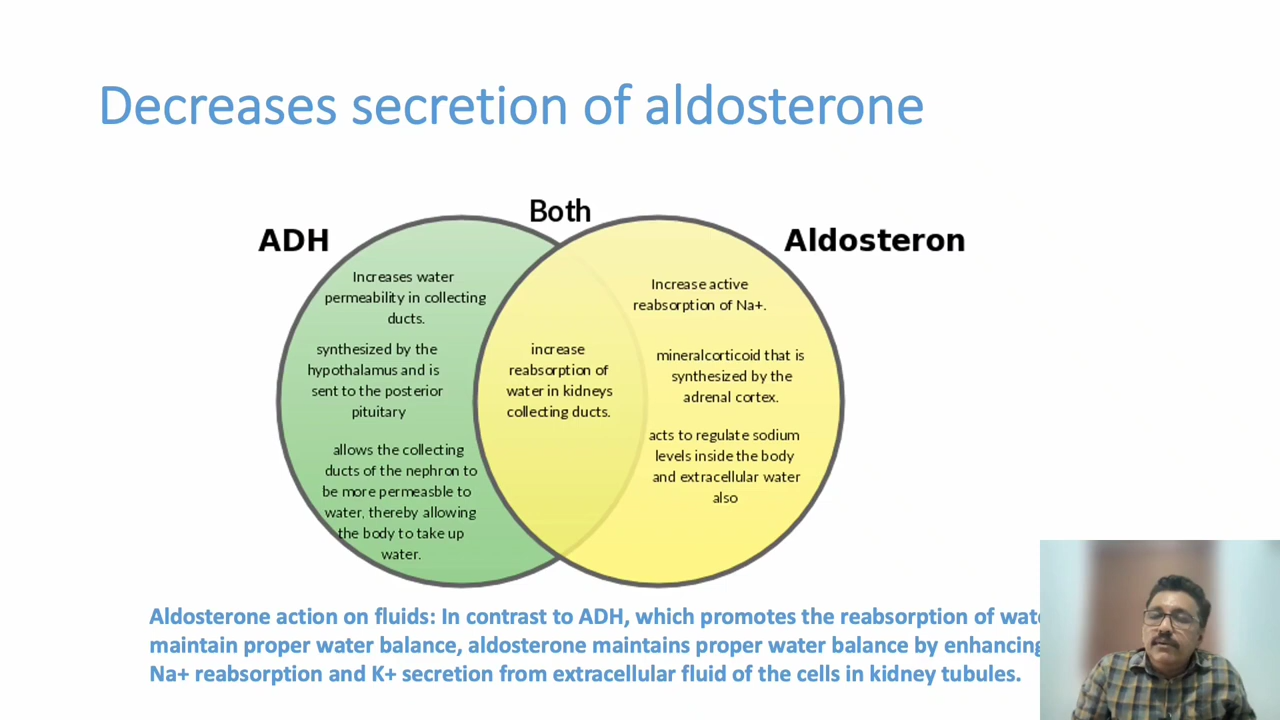 Decreases secretion of aldosterone
Both
ADH
Aldosteron
Increases water
permeability in collecting
ducts.
synthesized by the
hypothalamus and is
sent to the posterior
pituitary
allows the collecting
ducts of the nephron to
be more permeasble to
water, thereby allowing
the body to take up
water.
increase
reabsorption of
water in kidneys
collecting ducts.
Increase active
reabsorption of Na+.
mineralcorticoid that is
synthesized by the
adrenal cortex.
acts to regulate sodium
levels inside the body
and extracellular water
also
Aldosterone action on fluids: In contrast to ADH, which promotes the reabsorption of
maintain proper water balance, aldosterone maintains proper water balance by enhancing
Na+ reabsorption and K+ secretion from extracellular fluid of the cells in kidney tubules.